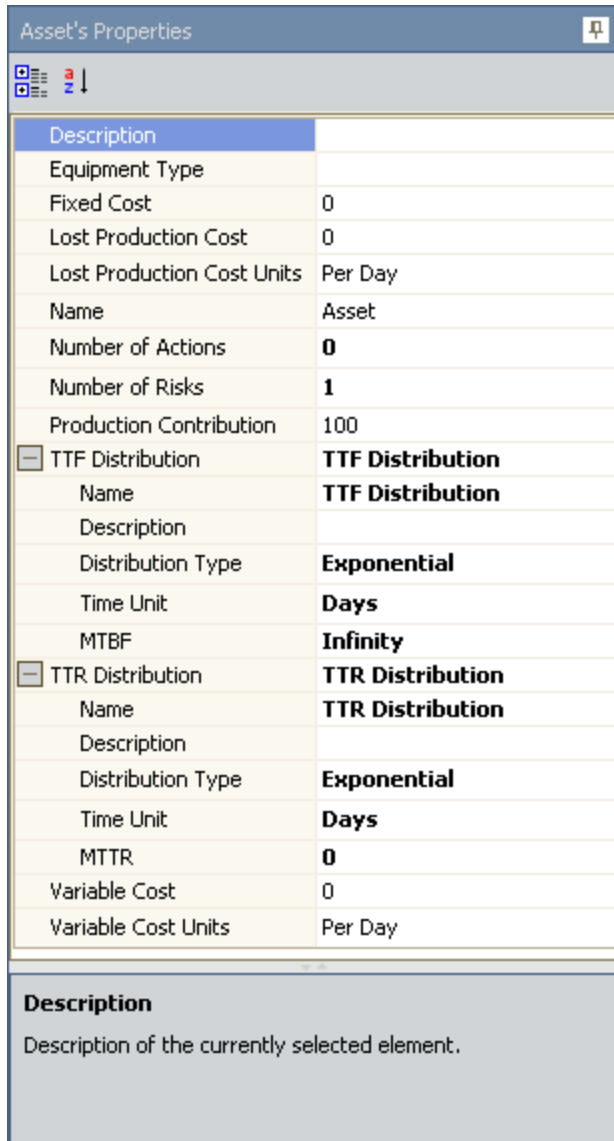 Asset's Properties
a
z
Description
Equipment Type
Fixed Cost 0
Lost Production Cost 0
Lost Production Cost Units Per Day
Name Asset
Number of Actions 0
Number of Risks 1
Production Contribution 100
TTF Distribution TTF Distribution
Name TTF Distribution
Description
Distribution Type Exponential
Time Unit Days
MTBF Infinity
TTR Distribution TTR Distribution
Name TTR Distribution
Description
Distribution Type Exponential
Time Unit Days
MTTR 0
Variable Cost 0
Variable Cost Units Per Day
Description
Description of the currently selected element.